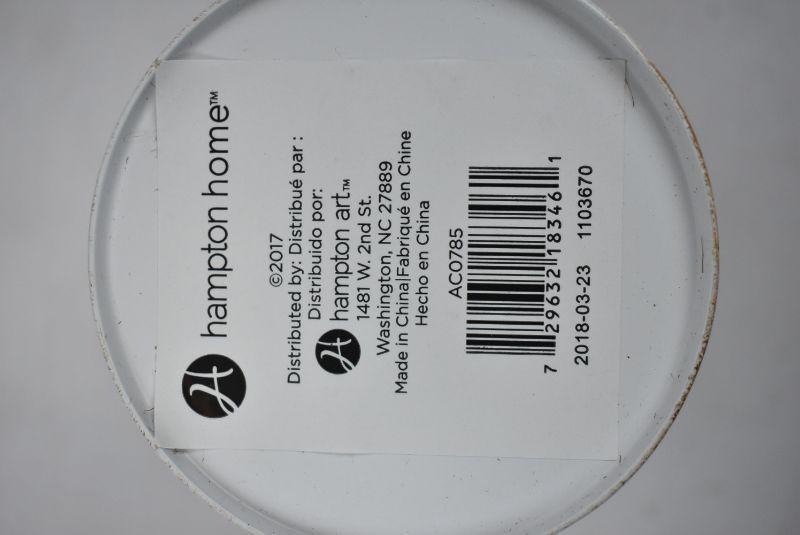 hampton home™
©2017
Distributed by: Distribué par :
Distribuido por:
hampton art™
1481 W. 2nd St.
Washington, NC 27889
Made in China|Fabriqué en Chine
Hecho en China
AC0785
7 29632 18346 1
2018-03-23 1103670